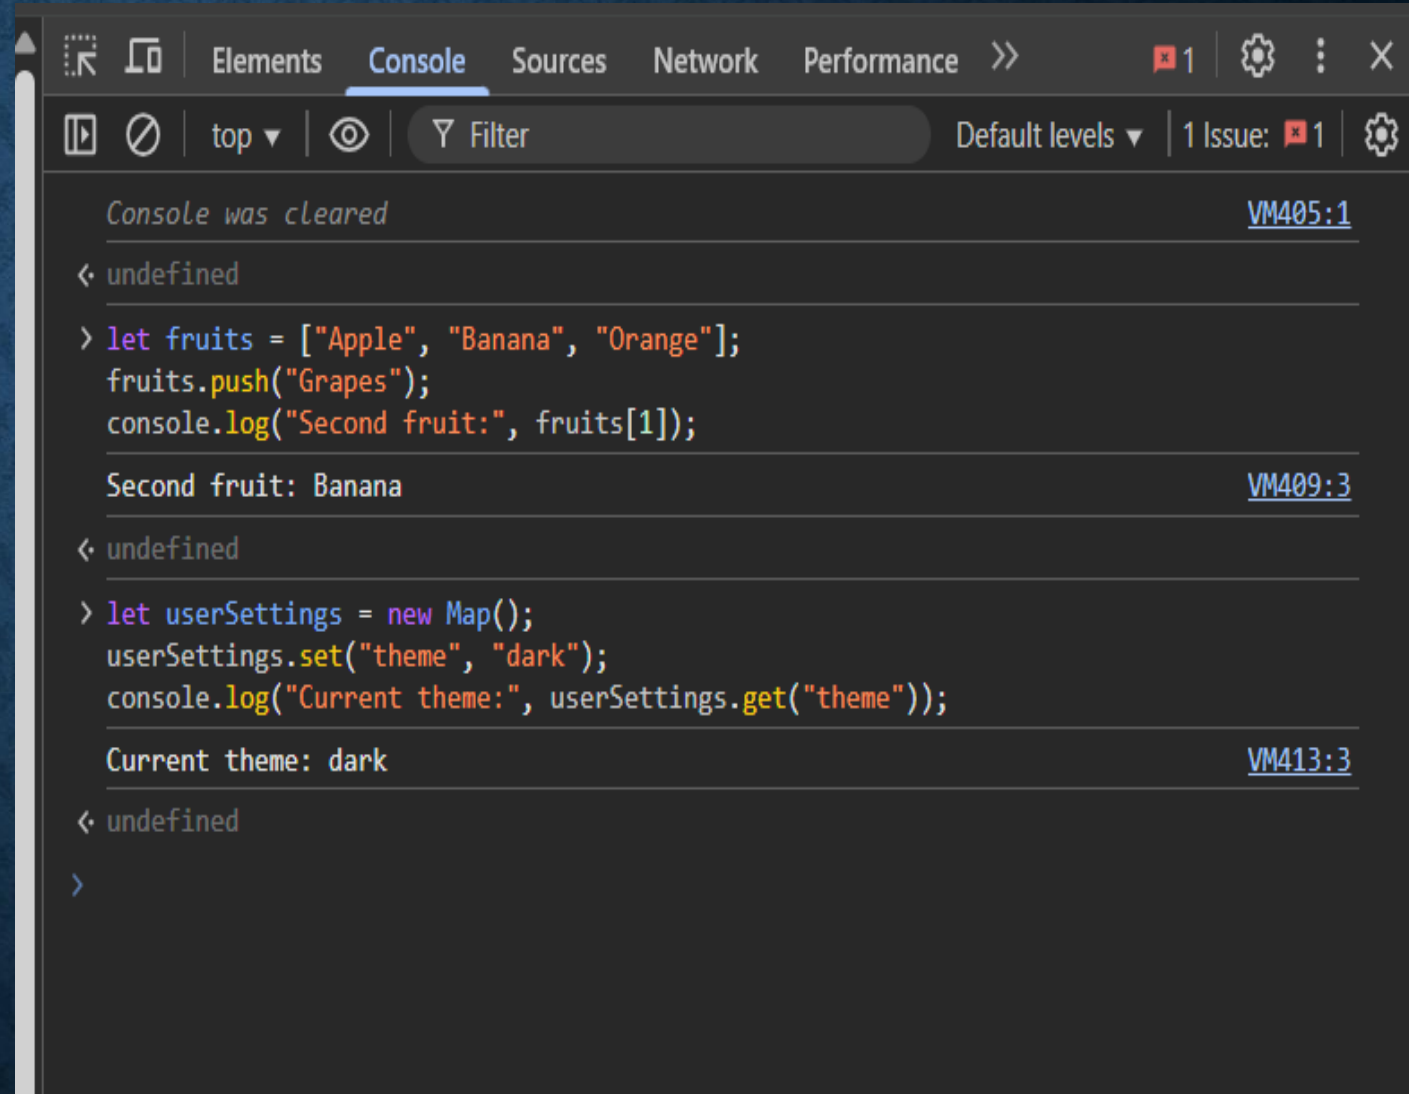 Elements Console Sources Network Performance 1
top Filter Default levels 1 Issue: 1
Console was cleared VM405:1
undefined
let fruits = ["Apple", "Banana", "Orange"];
fruits.push("Grapes");
console.log("Second fruit:", fruits[1]);
Second fruit: Banana VM409:3
undefined
let userSettings = new Map();
userSettings.set("theme", "dark");
console.log("Current theme:", userSettings.get("theme"));
Current theme: dark VM413:3
undefined